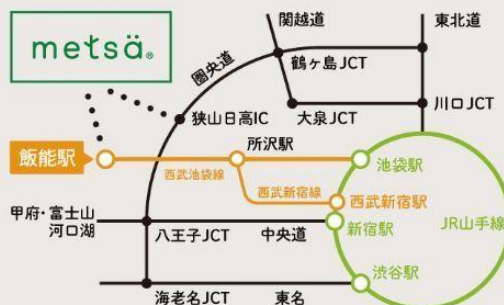 関越道
東北道
metsä®
圏央道
鶴ヶ島JCT
狭山日高IC
大泉JCT
川口JCT
飯能駅
所沢駅
池袋駅
西武池袋線
西武新宿線
西武新宿駅
甲府・富士山
河口湖
八王子JCT
中央道
新宿駅
JR山手線
渋谷駅
海老名JCT
東名